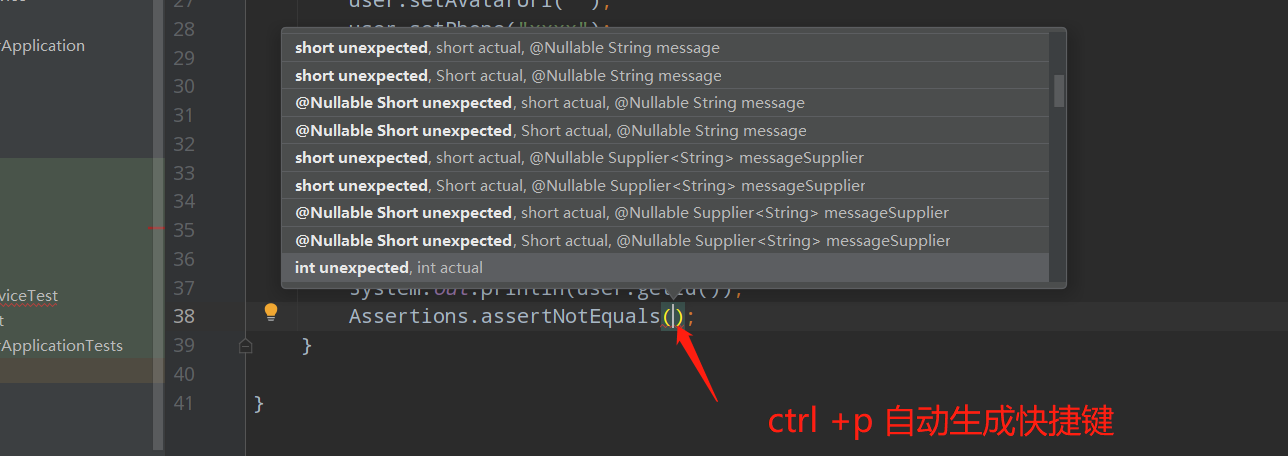 27
user.setAvatarUrl("");
28
Application
29
short unexpected, short actual, @Nullable String message
30
short unexpected, Short actual, @Nullable String message
31
@Nullable Short unexpected, short actual, @Nullable String message
32
@Nullable Short unexpected, Short actual, @Nullable String message
33
short unexpected, short actual, @Nullable Supplier<String> messageSupplier
34
short unexpected, Short actual, @Nullable Supplier<String> messageSupplier
35
@Nullable Short unexpected, short actual, @Nullable Supplier<String> messageSupplier
36
@Nullable Short unexpected, Short actual, @Nullable Supplier<String> messageSupplier
int unexpected, int actual
37
System.out.println(user.getId());
viceTest
38
Assertions.assertNotEquals();
t
39
}
ApplicationTests
40
41
}
ctrl +p 自动生成快捷键